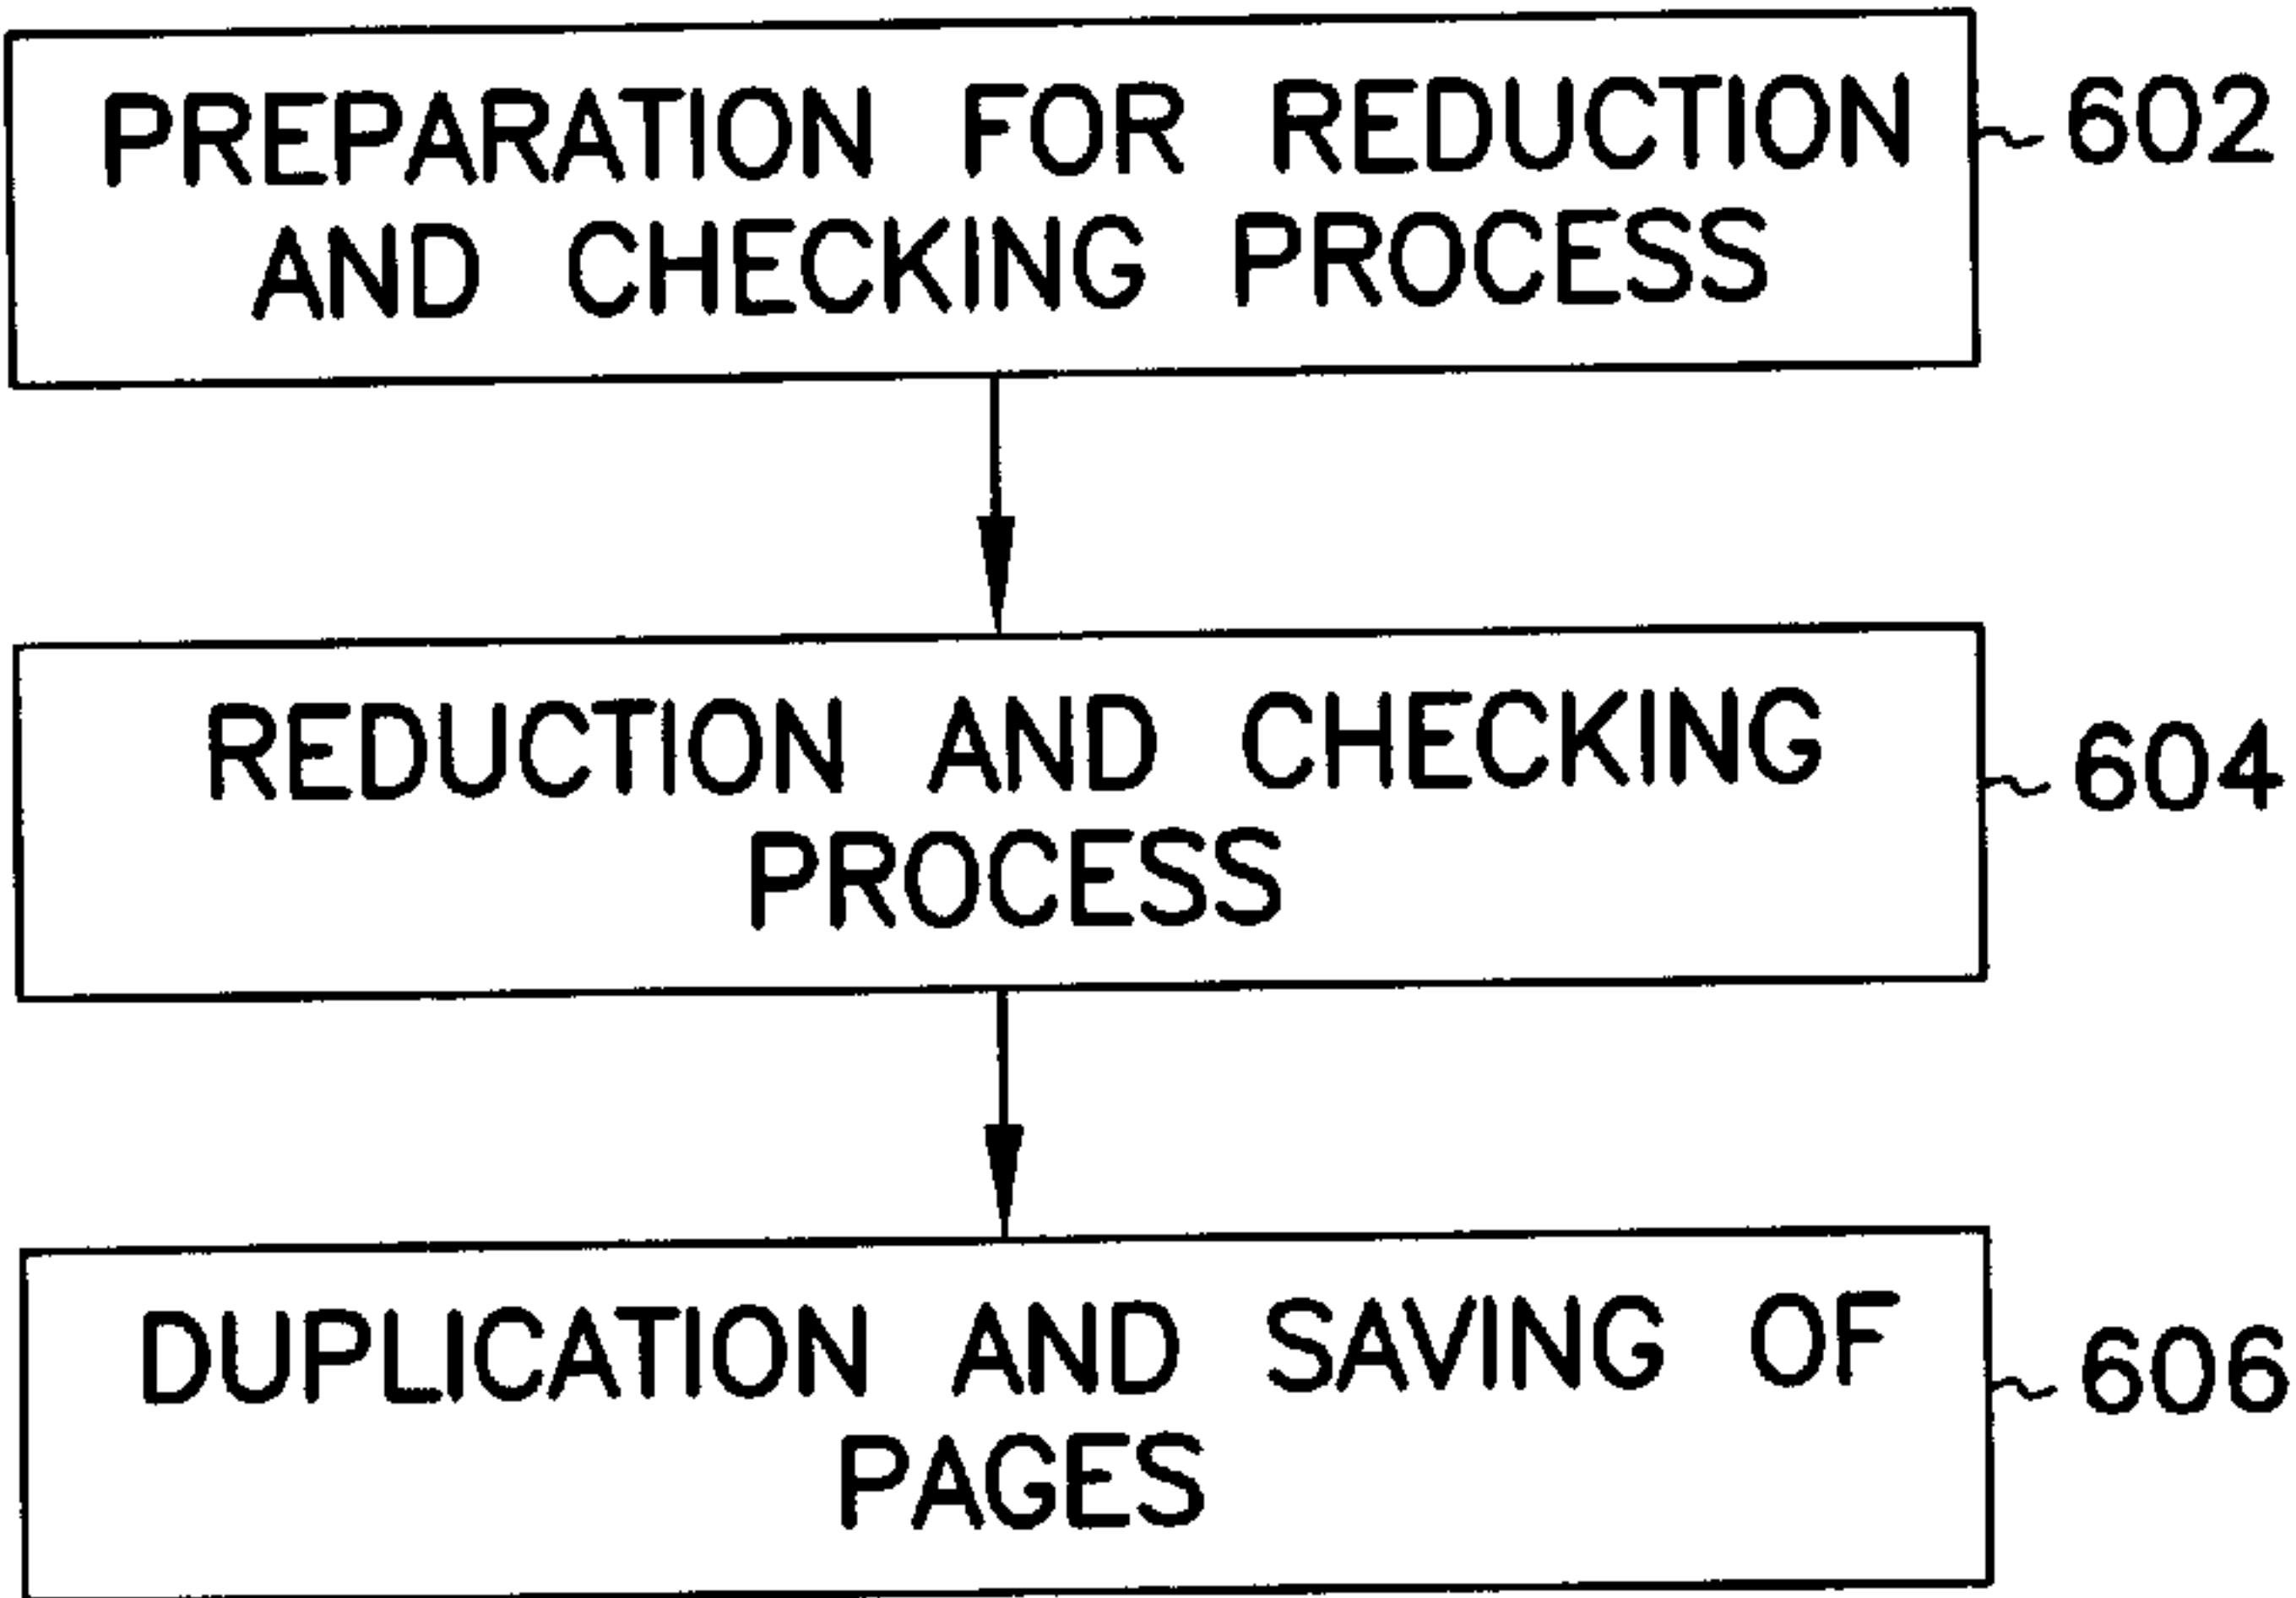 PREPARATION FOR REDUCTION
AND CHECKING PROCESS
602
REDUCTION AND CHECKING
PROCESS
604
DUPLICATION AND SAVING OF
PAGES
606